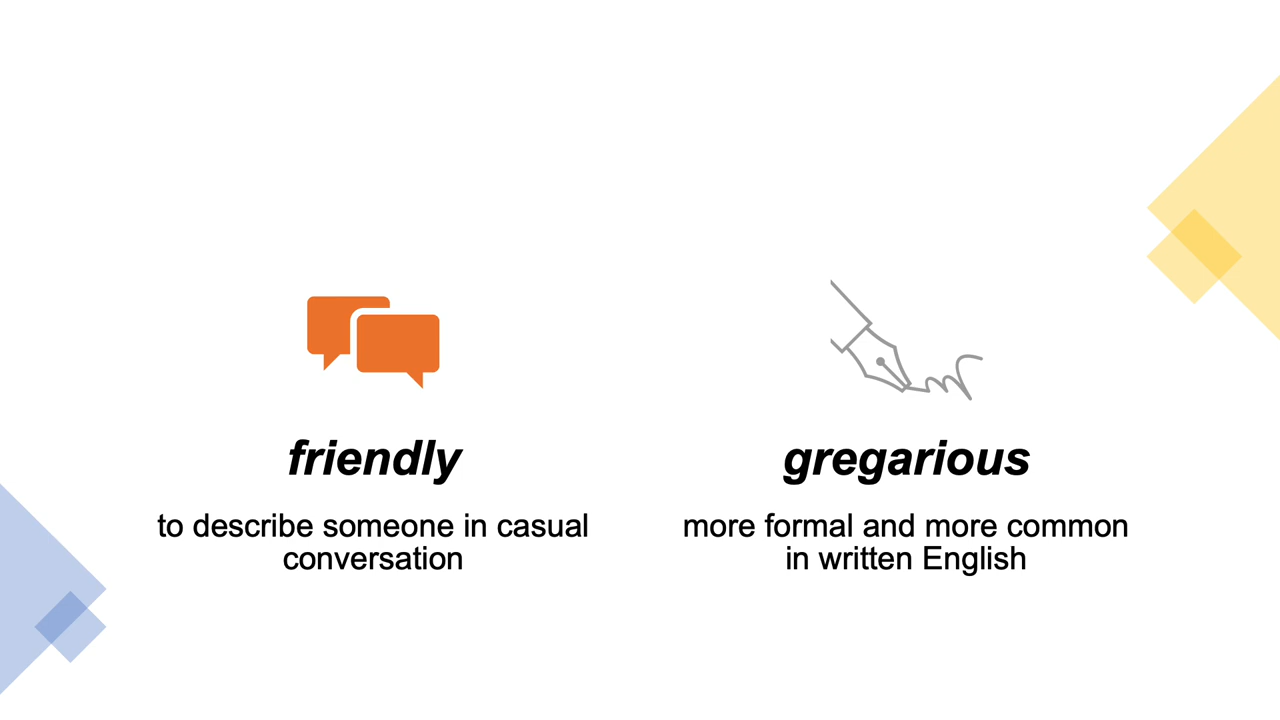 friendly
to describe someone in casual
conversation
gregarious
more formal and more common
in written English